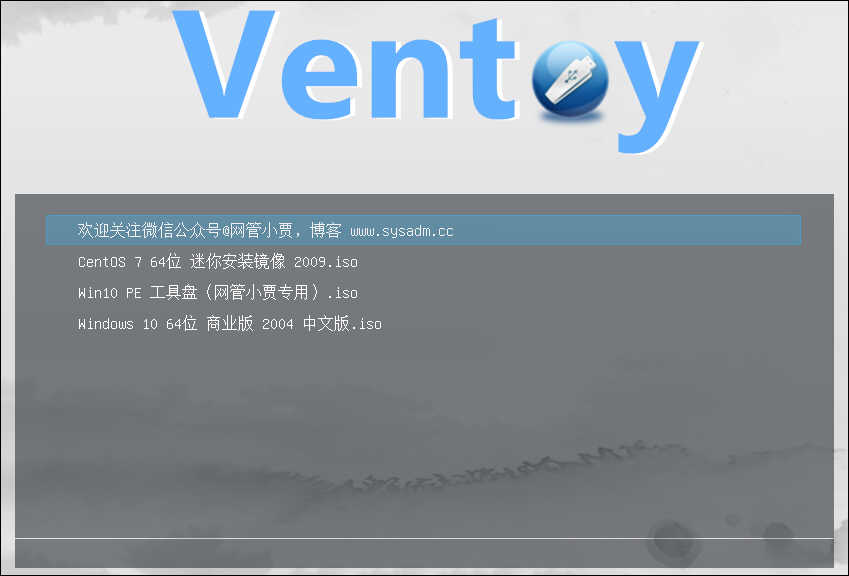 Ventoy
欢迎关注微信公众号@网管小贾，博客 www.sysadm.cc
CentOS 7 64位 迷你安装镜像 2009.iso
Win10 PE 工具盘（网管小贾专用）.iso
Windows 10 64位 商业版 2004 中文版.iso